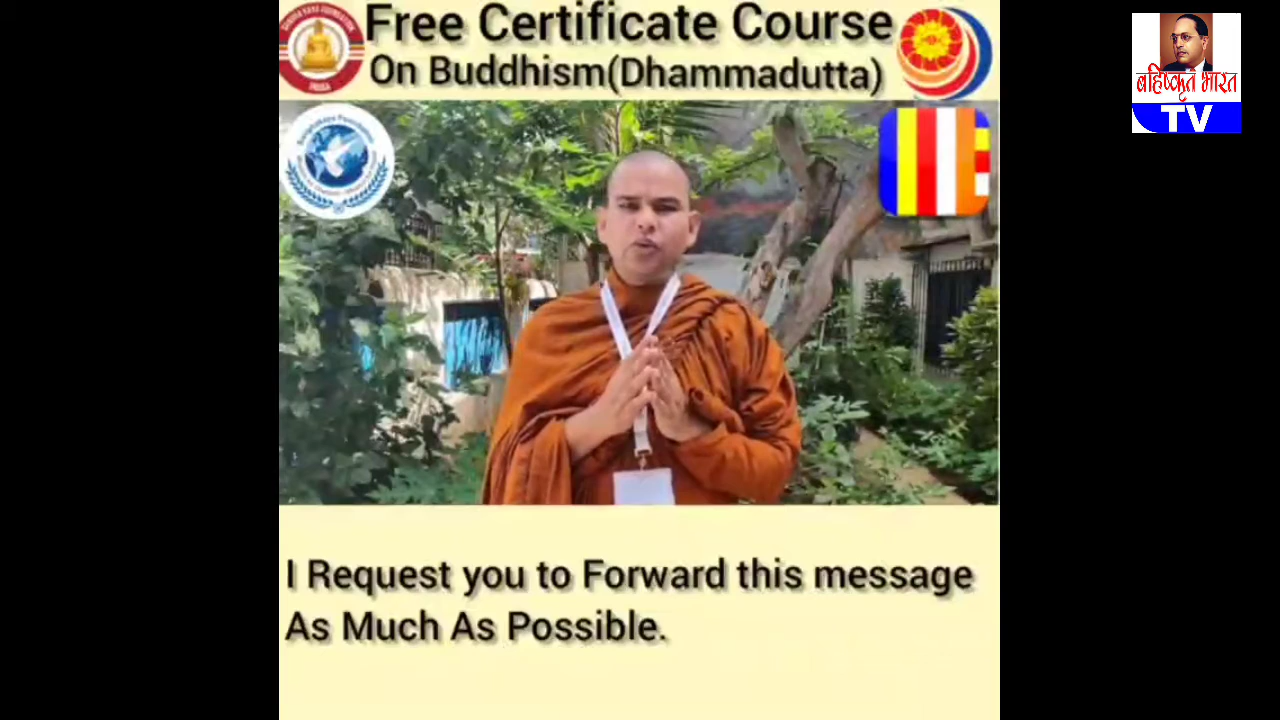 Free Certificate Course
On Buddhism(Dhammadutta)
बहिष्कृत भारत
TV
I Request you to Forward this message
As Much As Possible.